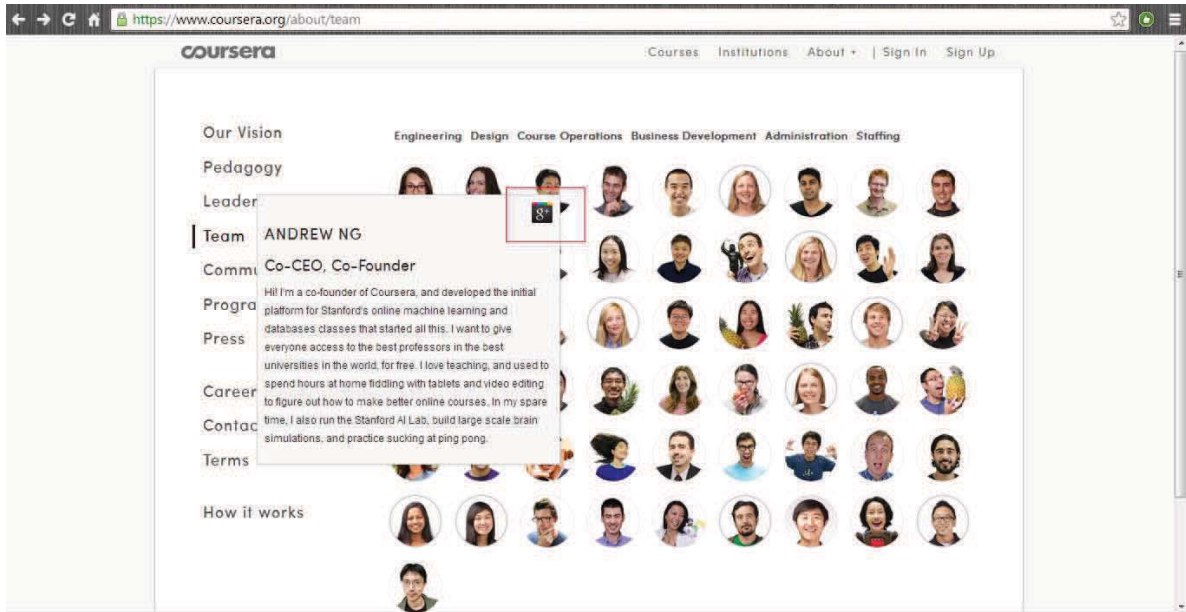 https://www.coursera.org/about/team
coursera
Courses Institutions About | Sign In Sign Up
Our Vision
Engineering Design Course Operations Business Development Administration Staffing
Pedagogy
Leader
g+
Team
ANDREW NG
Commu
Co-CEO, Co-Founder
Progra
Press
Hi! I'm a co-founder of Coursera, and developed the initial
platform for Stanford's online machine learning and
databases classes that started all this. I want to give
everyone access to the best professors in the best
universities in the world, for free. I love teaching, and used to
spend hours at home fiddling with tablets and video editing
to figure out how to make better online courses. In my spare
time, I also run the Stanford AI Lab, build large scale brain
simulations, and practice sucking at ping pong.
Career
Contac
Terms
How it works